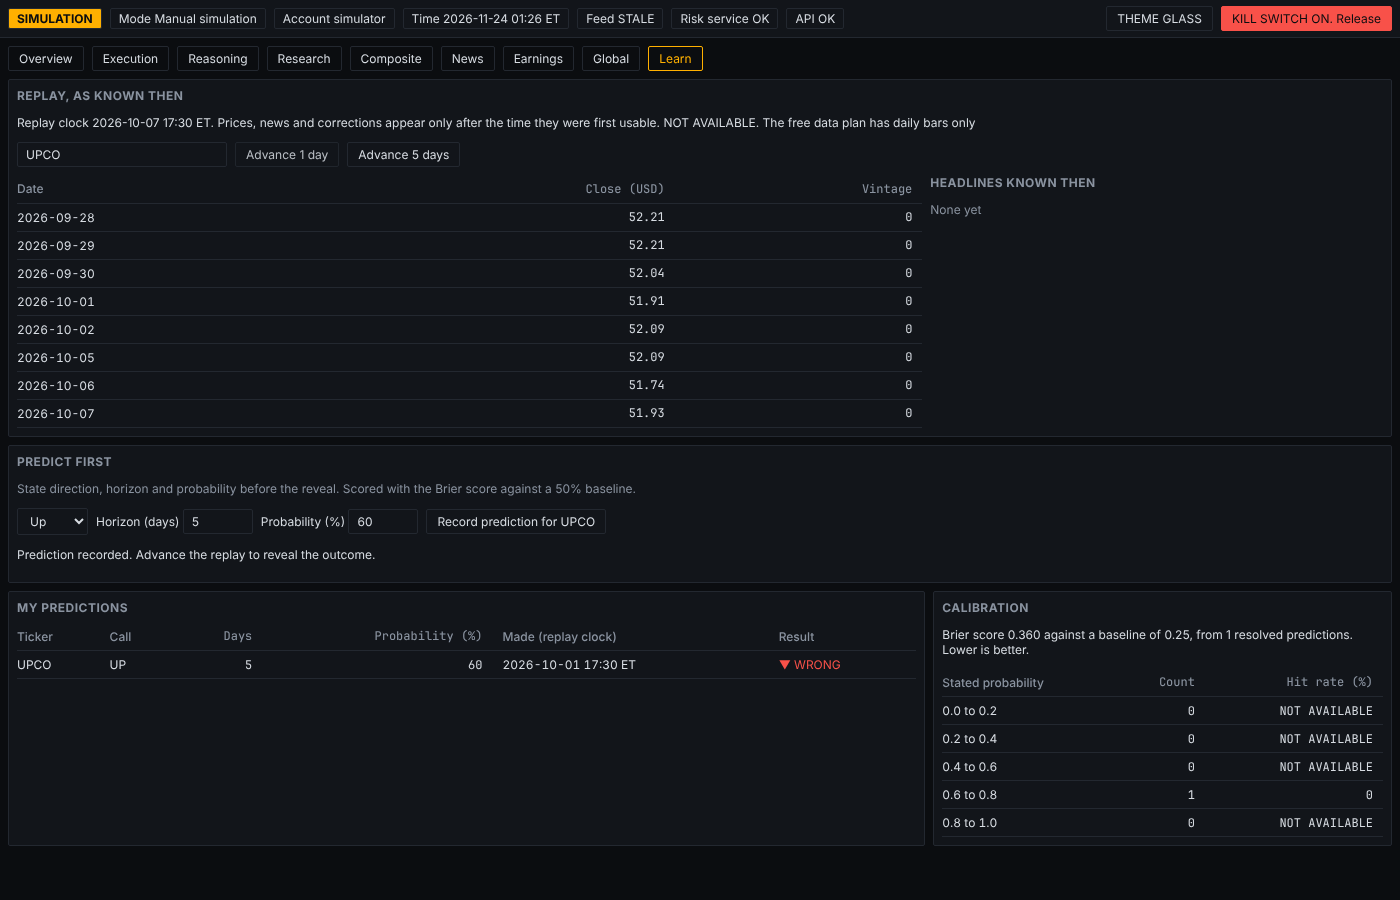 SIMULATION Mode Manual simulation Account simulator Time 2026-11-24 01:26 ET Feed STALE Risk service OK API OK THEME GLASS KILL SWITCH ON. Release
Overview Execution Reasoning Research Composite News Earnings Global Learn
REPLAY, AS KNOWN THEN
Replay clock 2026-10-07 17:30 ET. Prices, news and corrections appear only after the time they were first usable. NOT AVAILABLE. The free data plan has daily bars only
UPCO Advance 1 day Advance 5 days
Date Close (USD) Vintage
2026-09-28 52.21 0
2026-09-29 52.21 0
2026-09-30 52.04 0
2026-10-01 51.91 0
2026-10-02 52.09 0
2026-10-05 52.09 0
2026-10-06 51.74 0
2026-10-07 51.93 0
HEADLINES KNOWN THEN
None yet
PREDICT FIRST
State direction, horizon and probability before the reveal. Scored with the Brier score against a 50% baseline.
Up Horizon (days) 5 Probability (%) 60 Record prediction for UPCO
Prediction recorded. Advance the replay to reveal the outcome.
MY PREDICTIONS
Ticker Call Days Probability (%) Made (replay clock) Result
UPCO UP 5 60 2026-10-01 17:30 ET ▼ WRONG
CALIBRATION
Brier score 0.360 against a baseline of 0.25, from 1 resolved predictions.
Lower is better.
Stated probability Count Hit rate (%)
0.0 to 0.2 0 NOT AVAILABLE
0.2 to 0.4 0 NOT AVAILABLE
0.4 to 0.6 0 NOT AVAILABLE
0.6 to 0.8 1 0
0.8 to 1.0 0 NOT AVAILABLE